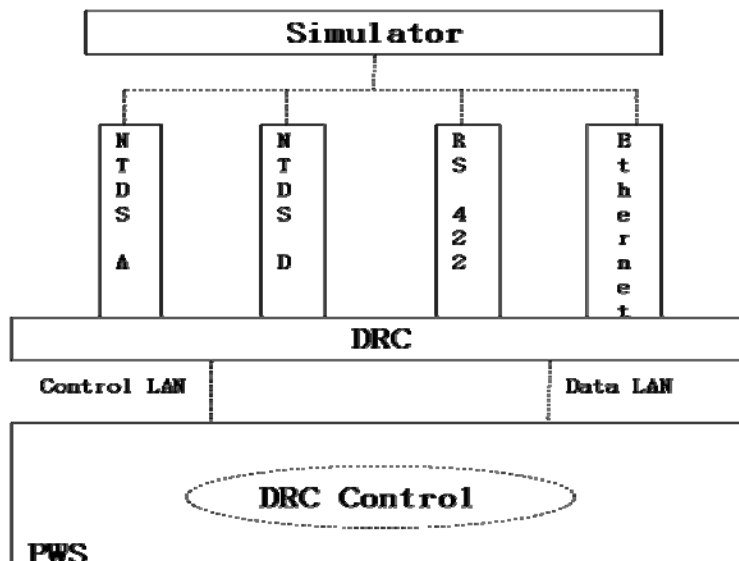 Simulator
NTDS A
NTDS D
RS 422
Ethernet
DRC
Control LAN
Data LAN
DRC Control
PWS